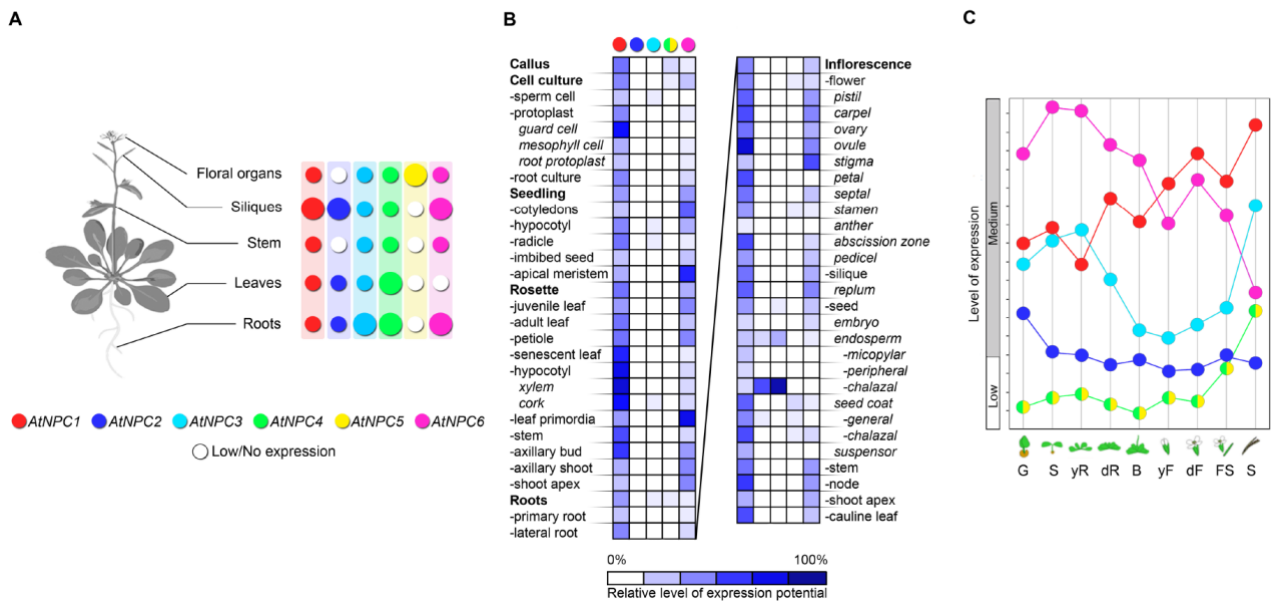 A
Floral organs
Siliques
Stem
Leaves
Roots
AtNPC1 AtNPC2 AtNPC3 AtNPC4 AtNPC5 AtNPC6
Low/No expression
B
Callus
Cell culture
-sperm cell
-protoplast
guard cell
mesophyll cell
root protoplast
-root culture
Seedling
-cotyledons
-hypocotyl
-radicle
-imbibed seed
-apical meristem
Rosette
-juvenile leaf
-adult leaf
-petiole
-senescent leaf
-hypocotyl
xylem
cork
-leaf primordia
-stem
-axillary bud
-axillary shoot
-shoot apex
Roots
-primary root
-lateral root
Inflorescence
-flower
pistil
carpel
ovary
ovule
stigma
petal
septal
stamen
anther
abscission zone
pedicel
-silique
replum
-seed
embryo
endosperm
-micopylar
-peripheral
-chalazal
seed coat
-general
-chalazal
suspensor
-stem
-node
-shoot apex
-cauline leaf
0% 100%
Relative level of expression potential
C
Level of expression
Medium
Low
G S yR dR B yF dF FS S